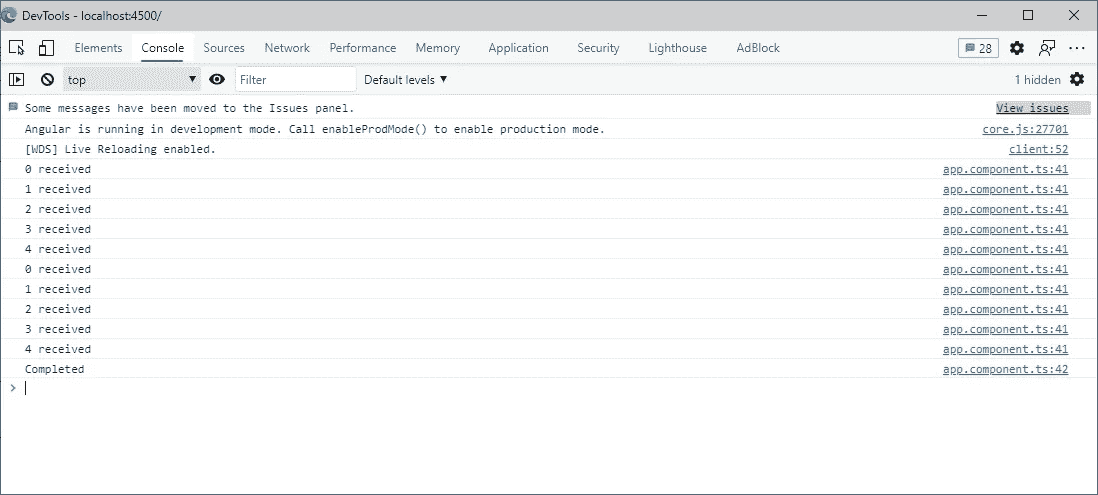 DevTools - localhost:4500/
Elements Console Sources Network Performance Memory Application Security Lighthouse AdBlock 28
top Filter Default levels 1 hidden
Some messages have been moved to the Issues panel. View issues
Angular is running in development mode. Call enableProdMode() to enable production mode. core.js:27701
[WDS] Live Reloading enabled. client:52
0 received app.component.ts:41
1 received app.component.ts:41
2 received app.component.ts:41
3 received app.component.ts:41
4 received app.component.ts:41
0 received app.component.ts:41
1 received app.component.ts:41
2 received app.component.ts:41
3 received app.component.ts:41
4 received app.component.ts:41
Completed app.component.ts:42
>